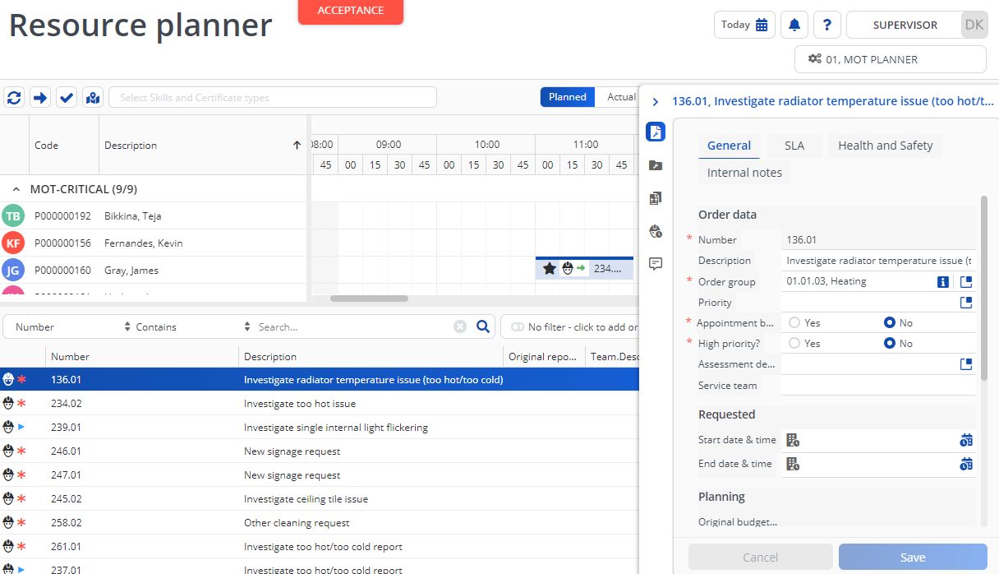 Resource planner
ACCEPTANCE
Today
?
SUPERVISOR
DK
01, MOT PLANNER
Select Skills and Certificate types
Planned
Actual
Code
Description
08:00
09:00
10:00
11:00
45 00 15 30 45 00 15 30 45 00 15 30 45
MOT-CRITICAL (9/9)
TB P000000192 Bikkina, Teja
KF P000000156 Fernandes, Kevin
JG P000000160 Gray, James
234....
Number
Contains
Search...
No filter - click to add or
Number Description Original repo... Team.Desc
136.01 Investigate radiator temperature issue (too hot/too cold)
234.02 Investigate too hot issue
239.01 Investigate single internal light flickering
246.01 New signage request
247.01 New signage request
245.02 Investigate ceiling tile issue
258.02 Other cleaning request
261.01 Investigate too hot/too cold report
237.01 Investigate too hot/too cold report
136.01, Investigate radiator temperature issue (too hot/t...
General
SLA
Health and Safety
Internal notes
Order data
* Number 136.01
Description Investigate radiator temperature issue (t
* Order group 01.01.03, Heating
Priority
* Appointment b... Yes No
* High priority? Yes No
Assessment de...
Service team
Requested
Start date & time
End date & time
Planning
Original budget...
Cancel
Save